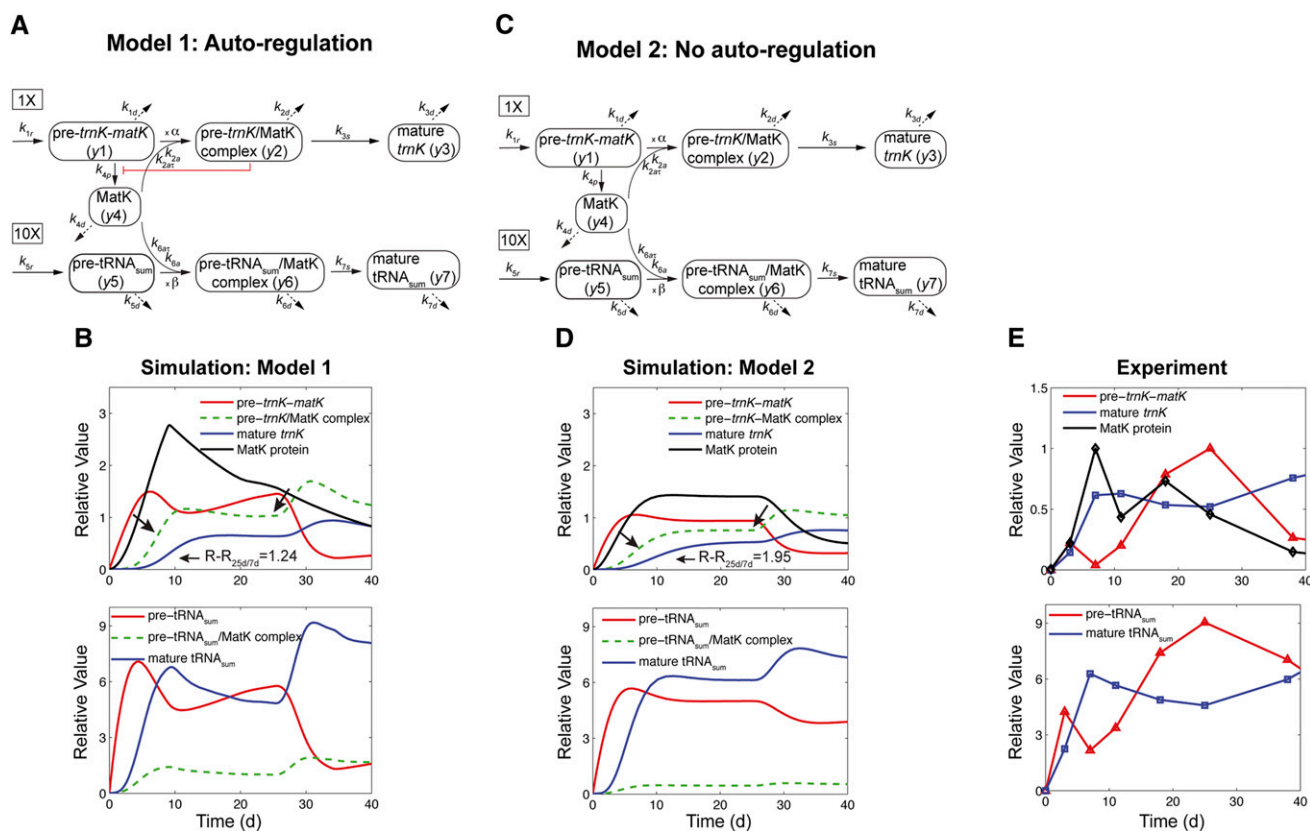 A
Model 1: Auto-regulation
1X
k1r
pre-trnK-matK
(y1)
k1d
x α
k2a
k2aτ
pre-trnK/MatK
complex (y2)
k2d
k3s
mature
trnK (y3)
k3d
k4p
MatK
(y4)
k4d
10X
k5r
pre-tRNAsum
(y5)
k5d
k6aτ
k6a
x β
pre-tRNAsum/MatK
complex (y6)
k6d
k7s
mature
tRNAsum (y7)
k7d
C
Model 2: No auto-regulation
1X
k1r
pre-trnK-matK
(y1)
k1d
x α
k2a
k2aτ
pre-trnK/MatK
complex (y2)
k2d
k3s
mature
trnK (y3)
k3d
k4p
MatK
(y4)
k4d
10X
k5r
pre-tRNAsum
(y5)
k5d
k6aτ
k6a
x β
pre-tRNAsum/MatK
complex (y6)
k6d
k7s
mature
tRNAsum (y7)
k7d
B
Simulation: Model 1
Relative Value
3
2
1
0
pre-trnK-matK
pre-trnK/MatK complex
mature trnK
MatK protein
R-R25d/7d=1.24
0 10 20 30 40
Relative Value
9
6
3
0
pre-tRNAsum
pre-tRNAsum/MatK complex
mature tRNAsum
0 10 20 30 40
Time (d)
D
Simulation: Model 2
Relative Value
3
2
1
0
pre-trnK-matK
pre-trnK-MatK complex
mature trnK
MatK protein
R-R25d/7d=1.95
0 10 20 30 40
Relative Value
9
6
3
0
pre-tRNAsum
pre-tRNAsum/MatK complex
mature tRNAsum
0 10 20 30 40
Time (d)
E
Experiment
Relative Value
1.5
1
0.5
0
pre-trnK-matK
mature trnK
MatK protein
0 10 20 30 40
Relative Value
9
6
3
0
pre-tRNAsum
mature tRNAsum
0 10 20 30 40
Time (d)